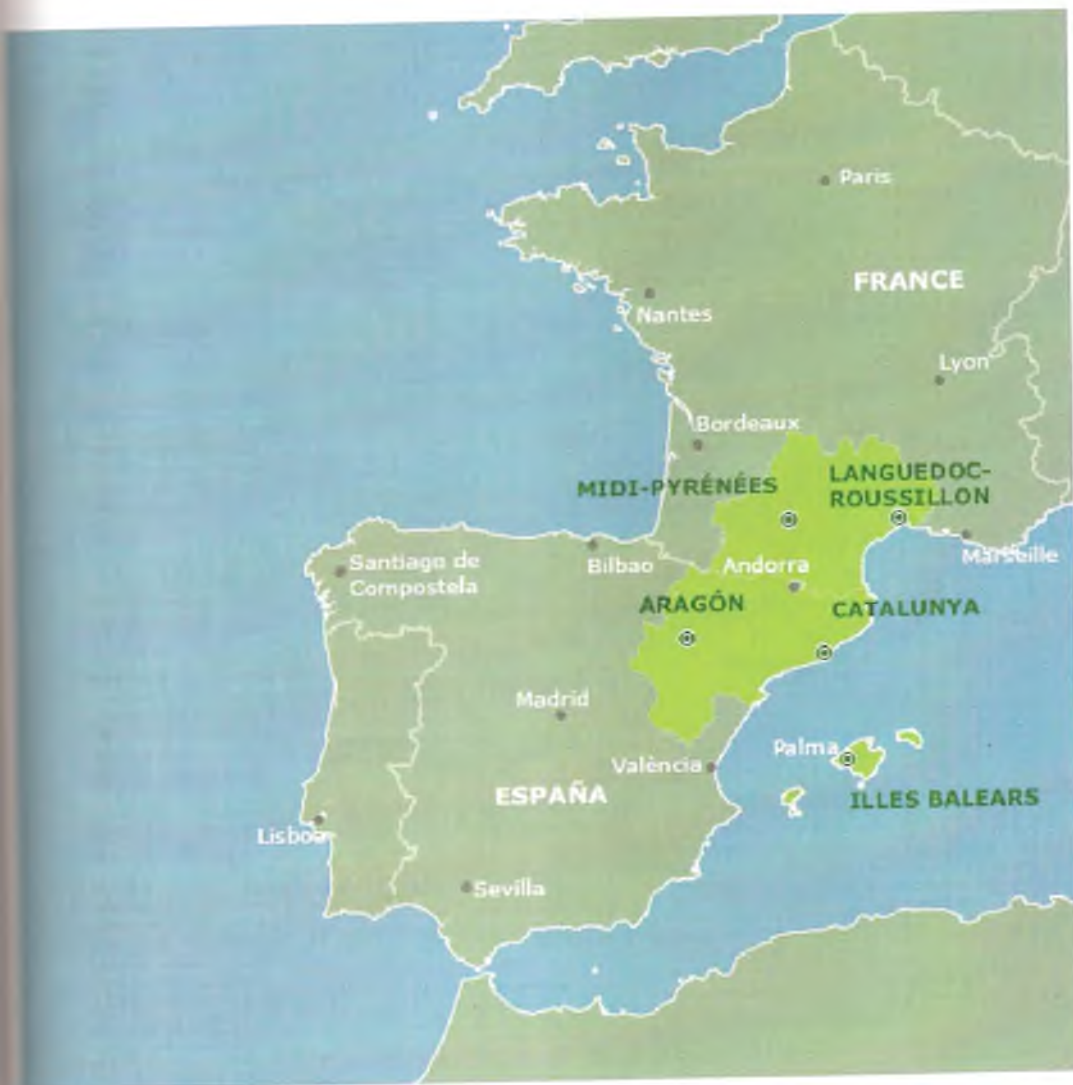 Paris
FRANCE
Nantes
Lyon
Bordeaux
MIDI-PYRÉNÉES
LANGUEDOC-
ROUSSILLON
Marseille
Santiago de
Compostela
Bilbao
Andorra
ARAGÓN
CATALUNYA
Madrid
València
Palma
ESPAÑA
ILLES BALEARS
Lisboa
Sevilla